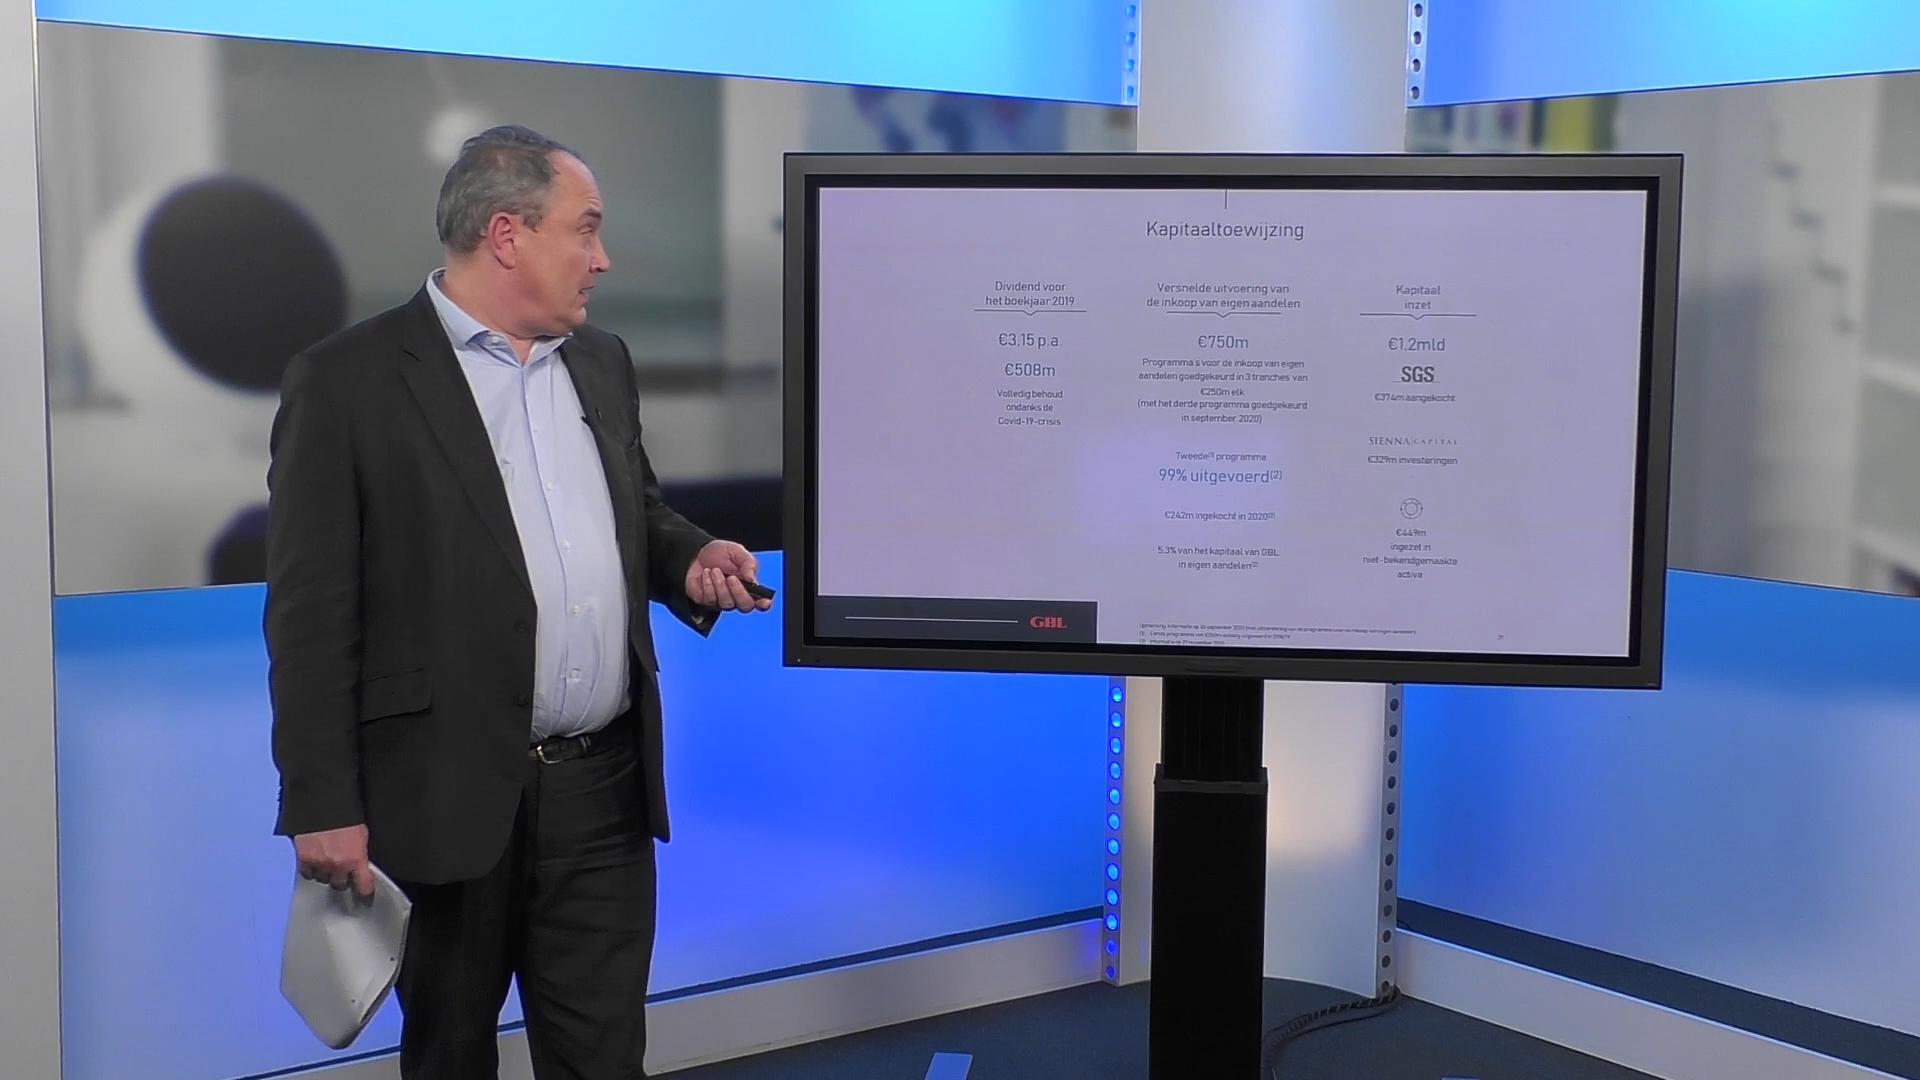 Kapitaaltoewijzing
Dividend voor
het boekjaar 2019
€3,15 p.a.
€508m
Volledig behoud
ondanks de
Covid-19-crisis
Versnelde uitvoering van
de inkoop van eigen aandelen
€750m
Programma's voor de inkoop van eigen
aandelen goedgekeurd in 3 tranches van
€250m elk
(met het derde programma goedgekeurd
in september 2020)
Tweede(1) programma
99% uitgevoerd(2)
€242m ingekocht in 2020(2)
5.3% van het kapitaal van GBL
in eigen aandelen(2)
Kapitaal
inzet
€1,2mld
SGS
€374m aangekocht
SIENNA CAPITAL
€329m investeringen
€449m
ingezet in
niet-bekendgemaakte
activa
GBL